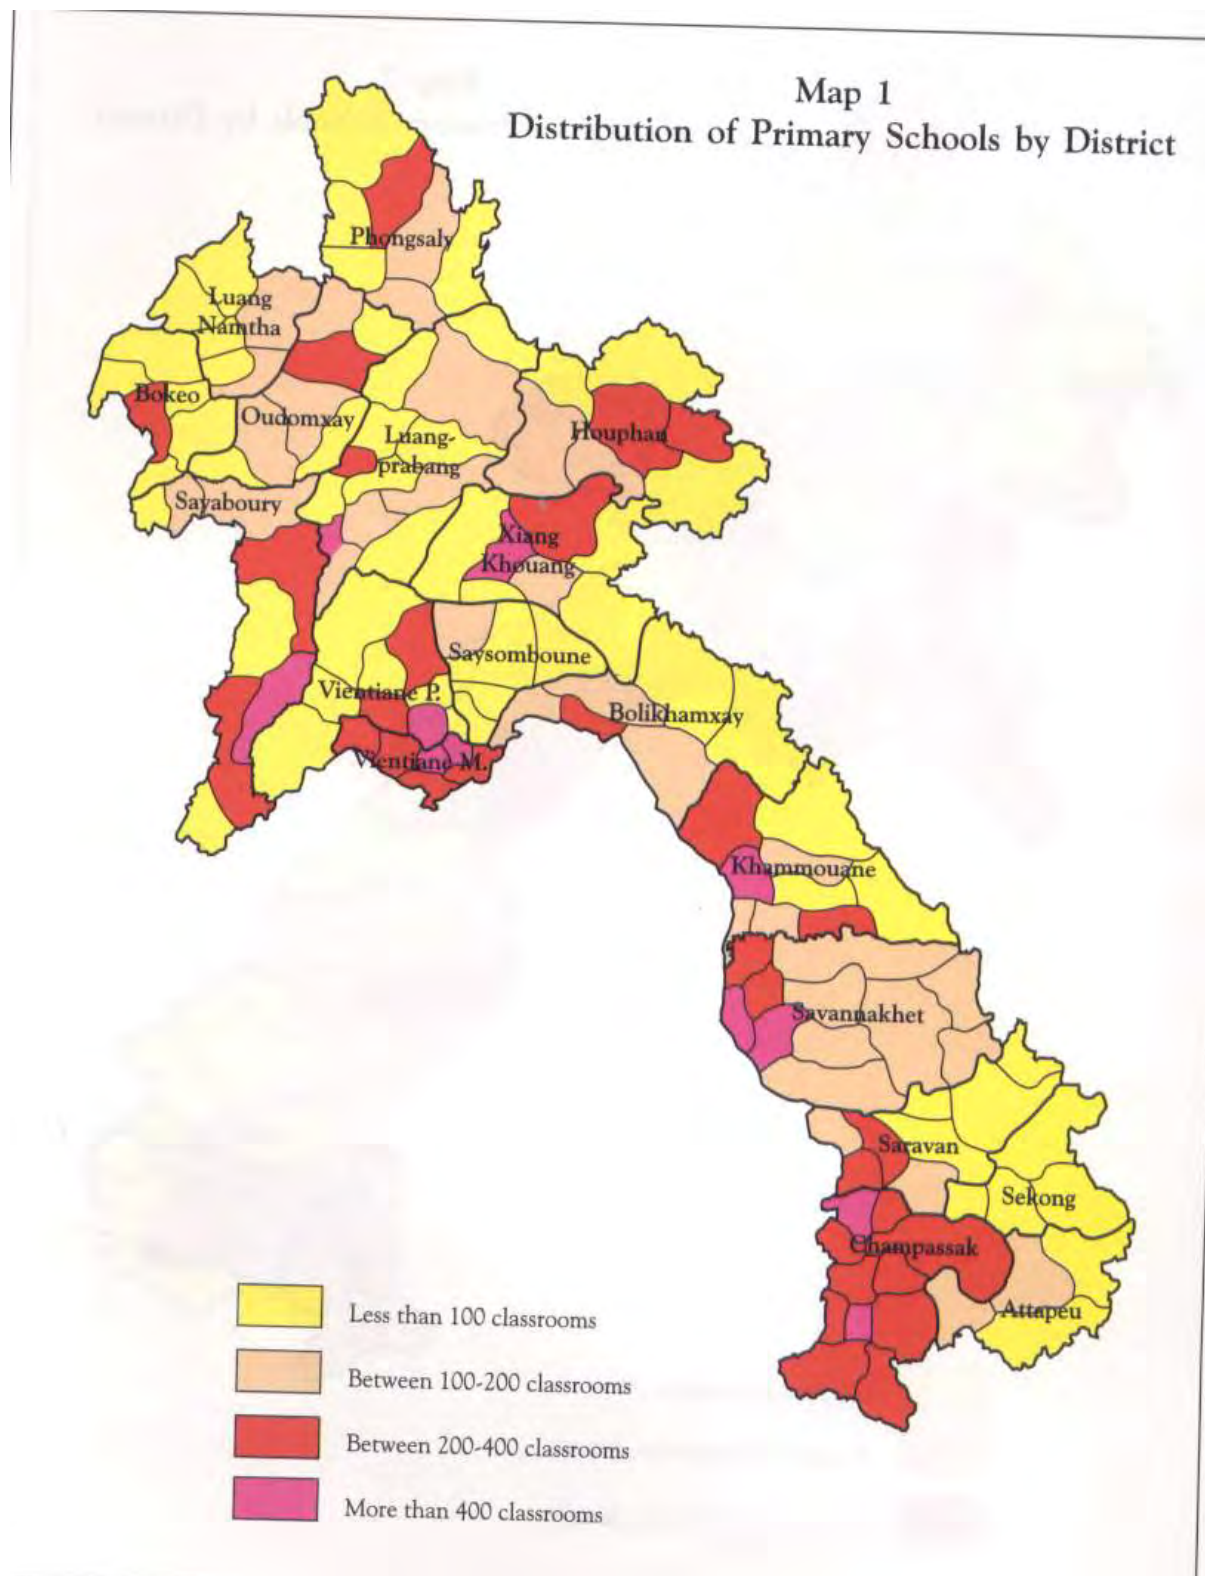 Map 1
Distribution of Primary Schools by District
Phongsaly
Luang
Namtha
Bokeo
Oudomxay
Luang-
prabang
Houphan
Sayaboury
Xiang
Khouang
Saysomboune
Vientiane P.
Bolikhamxay
Vientiane M.
Khammouane
Savannakhet
Saravan
Sekong
Champassak
Attapeu
Less than 100 classrooms
Between 100-200 classrooms
Between 200-400 classrooms
More than 400 classrooms